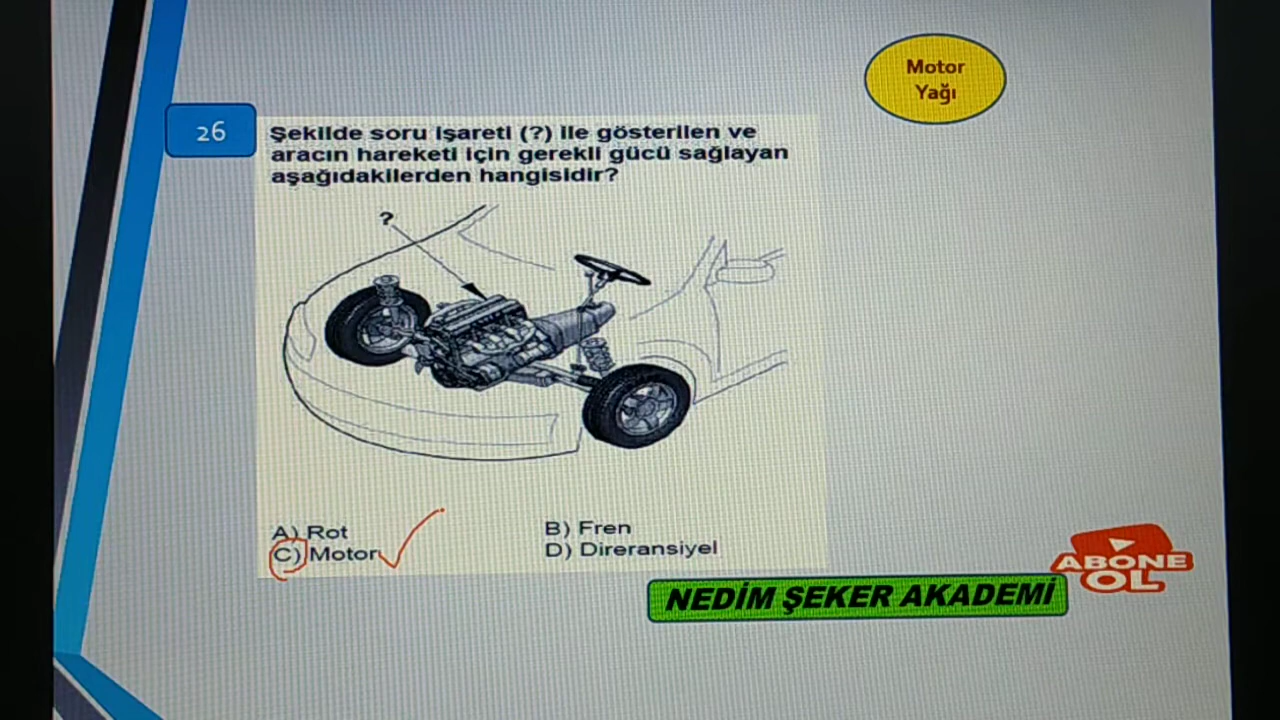 Motor
Yağı
26
Şekilde soru işareti (?) ile gösterilen ve
aracın hareketi için gerekli gücü sağlayan
aşağıdakilerden hangisidir?
?
A) Rot
B) Fren
C) Motor
D) Direransiyel
ABONE
OL
NEDİM ŞEKER AKADEMİ